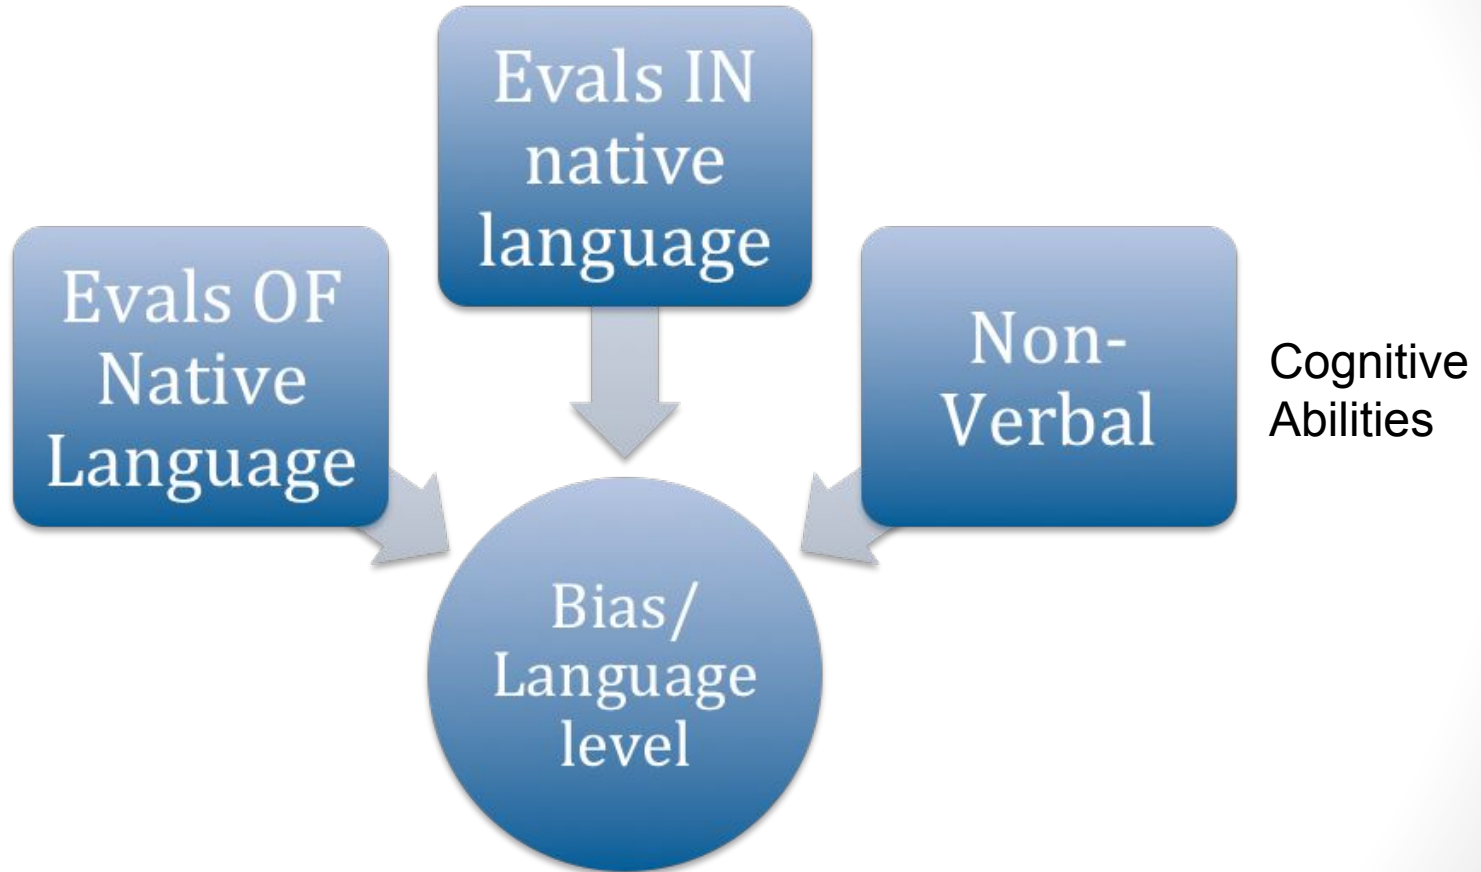 Evals IN
native
language
Evals OF
Native
Language
Non-
Verbal
Cognitive
Abilities
Bias/
Language
level